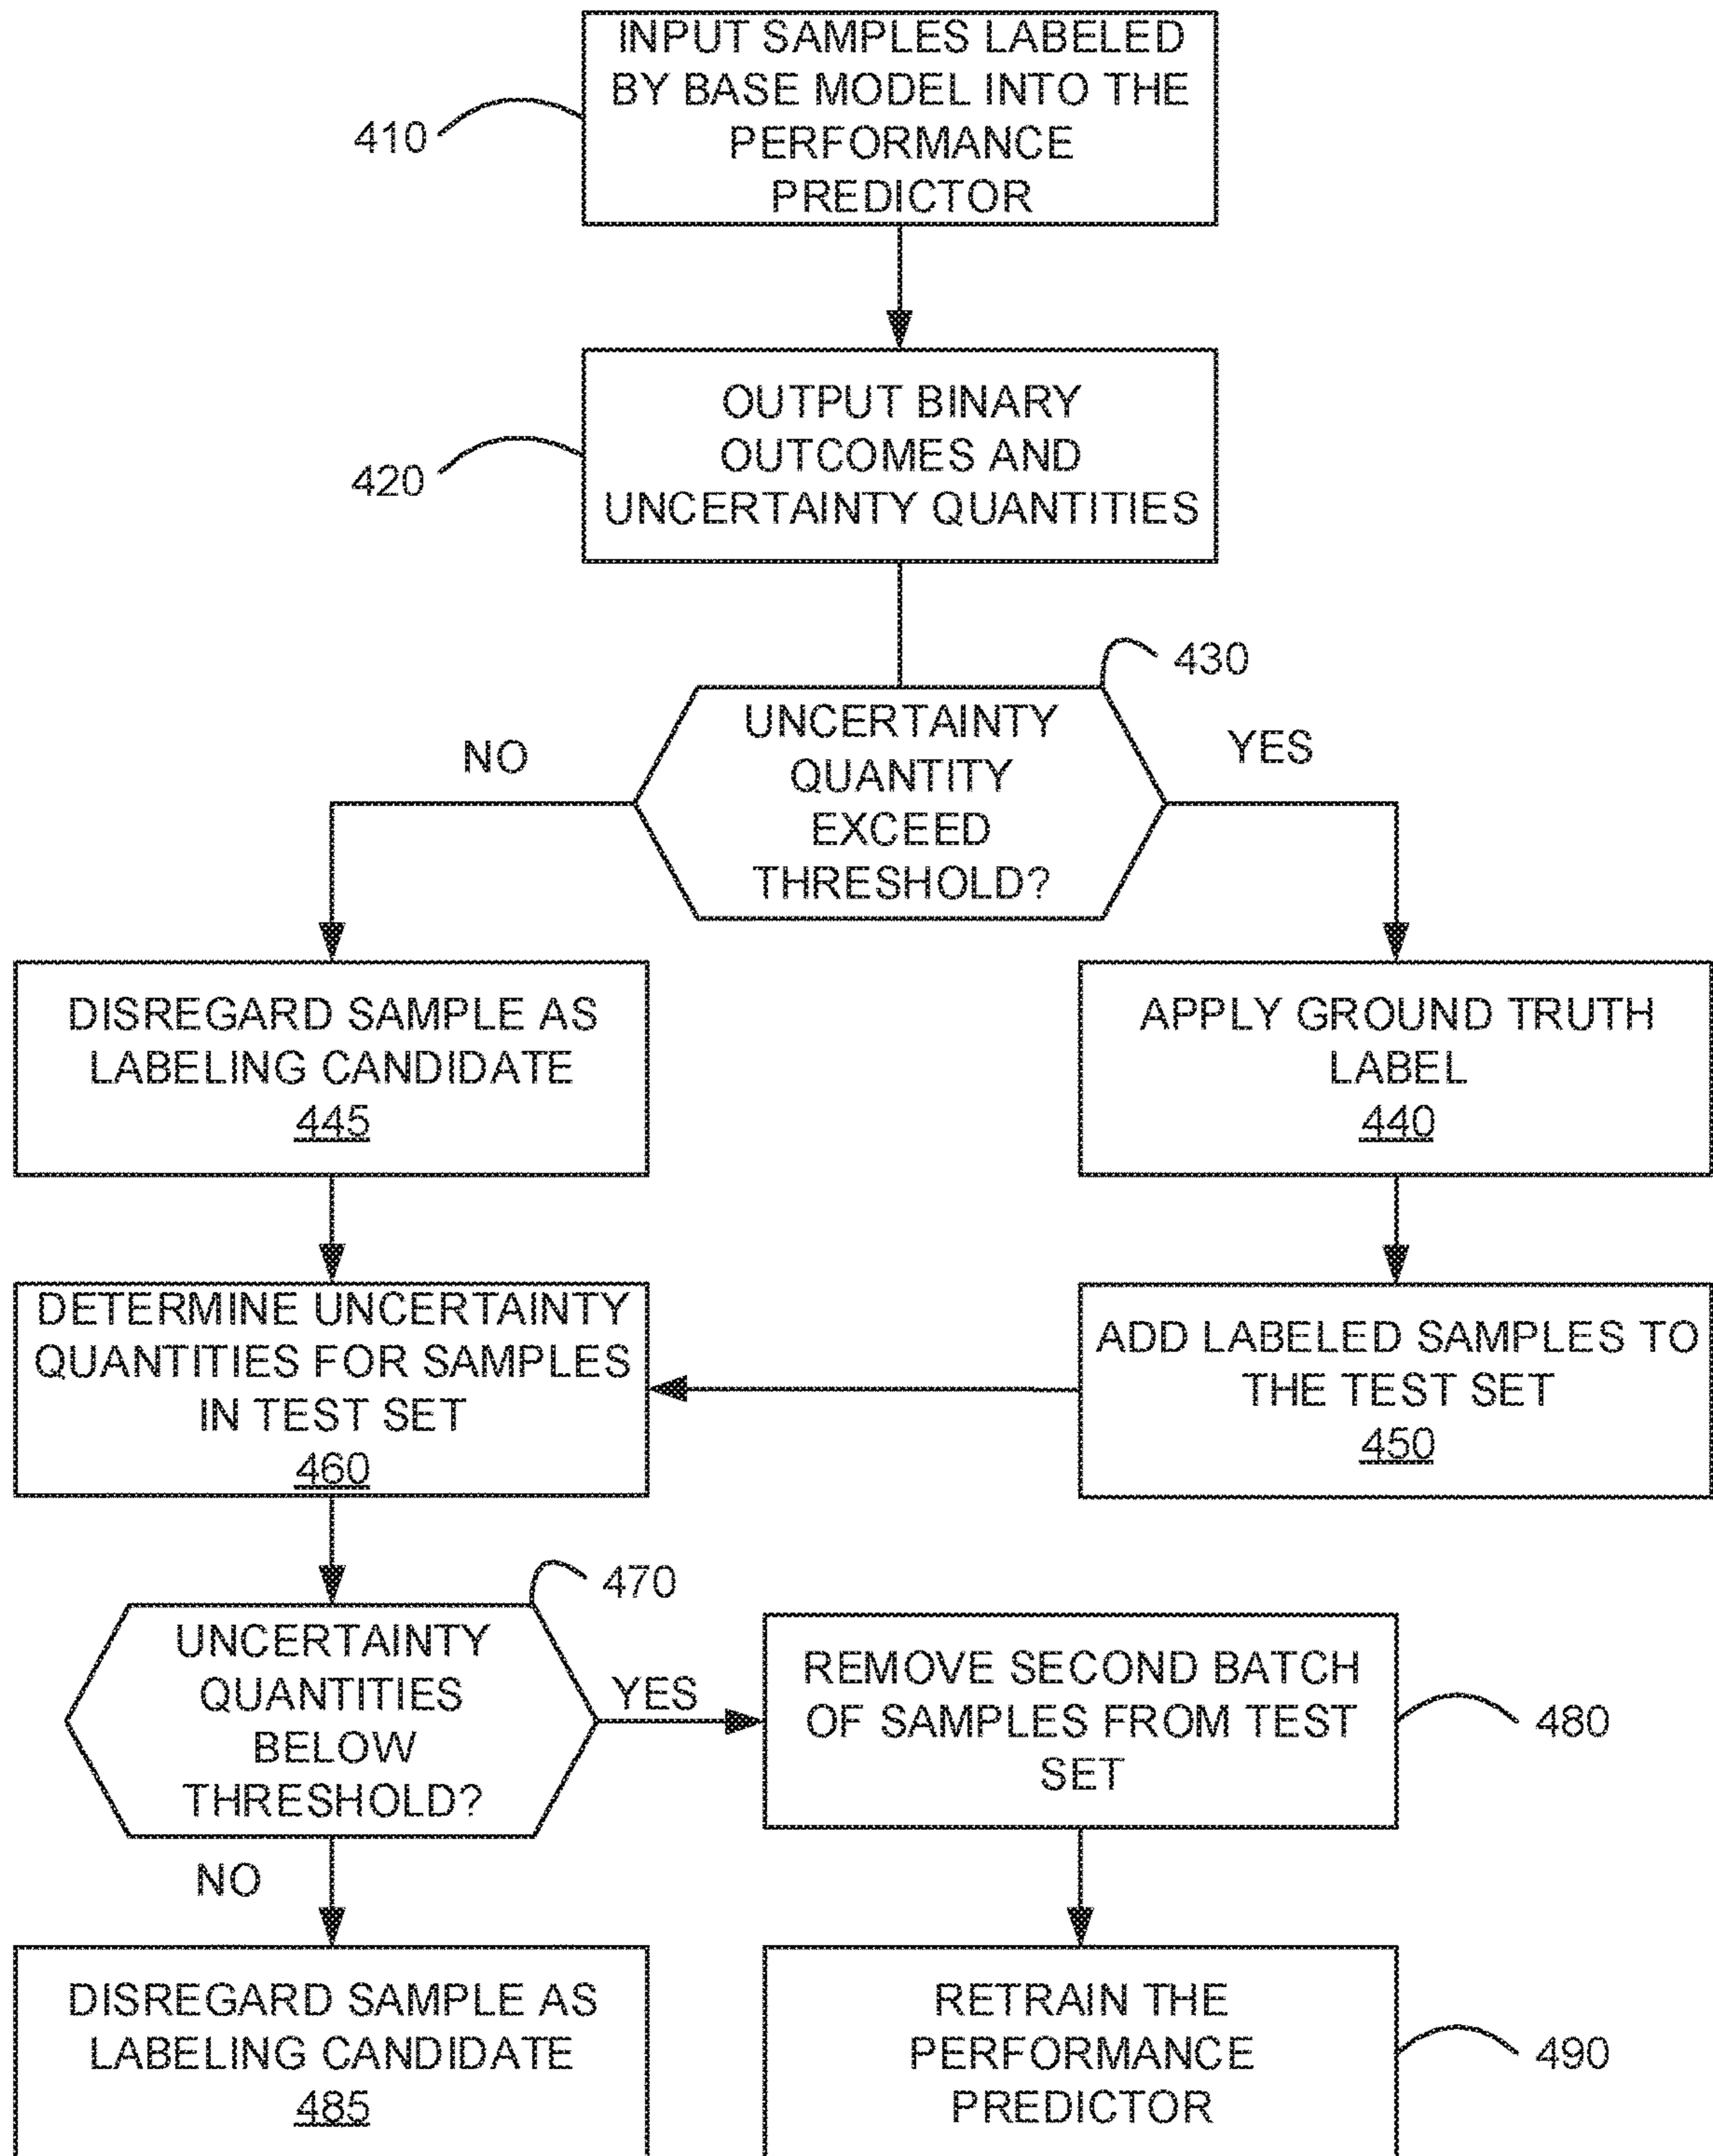 INPUT SAMPLES LABELED
BY BASE MODEL INTO THE
PERFORMANCE
PREDICTOR
410
OUTPUT BINARY
OUTCOMES AND
UNCERTAINTY QUANTITIES
420
430
UNCERTAINTY
QUANTITY
EXCEED
THRESHOLD?
NO
YES
DISREGARD SAMPLE AS
LABELING CANDIDATE
445
APPLY GROUND TRUTH
LABEL
440
DETERMINE UNCERTAINTY
QUANTITIES FOR SAMPLES
IN TEST SET
460
ADD LABELED SAMPLES TO
THE TEST SET
450
470
UNCERTAINTY
QUANTITIES
BELOW
THRESHOLD?
YES
NO
REMOVE SECOND BATCH
OF SAMPLES FROM TEST
SET
480
DISREGARD SAMPLE AS
LABELING CANDIDATE
485
RETRAIN THE
PERFORMANCE
PREDICTOR
490